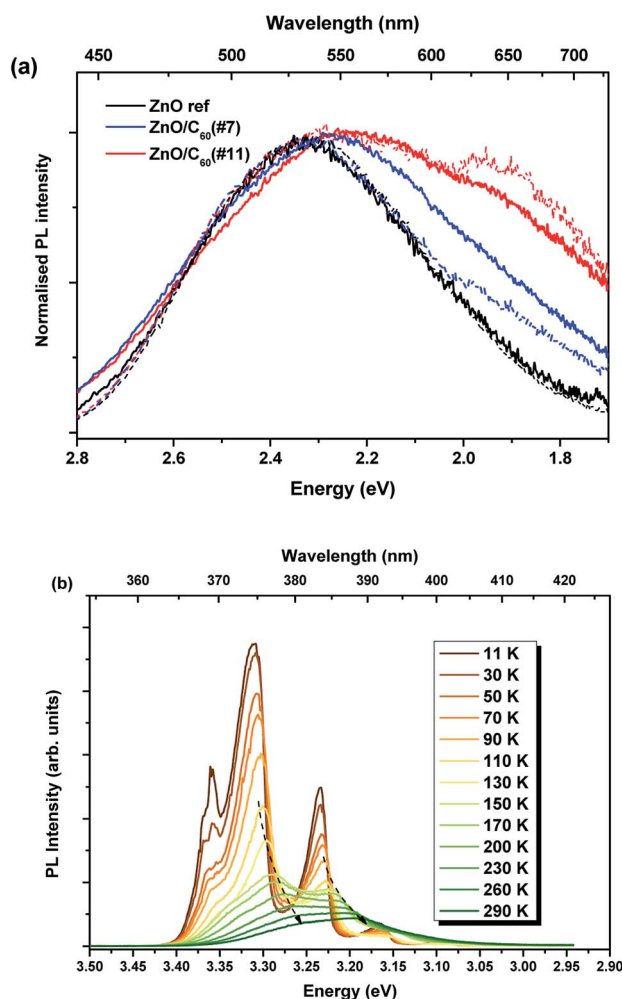 Wavelength (nm)
450 500 550 600 650 700
(a)
ZnO ref
ZnO/C₆₀(#7)
ZnO/C₆₀(#11)
Normalised PL intensity
2.8 2.6 2.4 2.2 2.0 1.8
Energy (eV)
Wavelength (nm)
(b)
360 370 380 390 400 410 420
11 K
30 K
50 K
70 K
90 K
110 K
130 K
150 K
170 K
200 K
230 K
260 K
290 K
PL Intensity (arb. units)
3.50 3.45 3.40 3.35 3.30 3.25 3.20 3.15 3.10 3.05 3.00 2.95 2.90
Energy (eV)